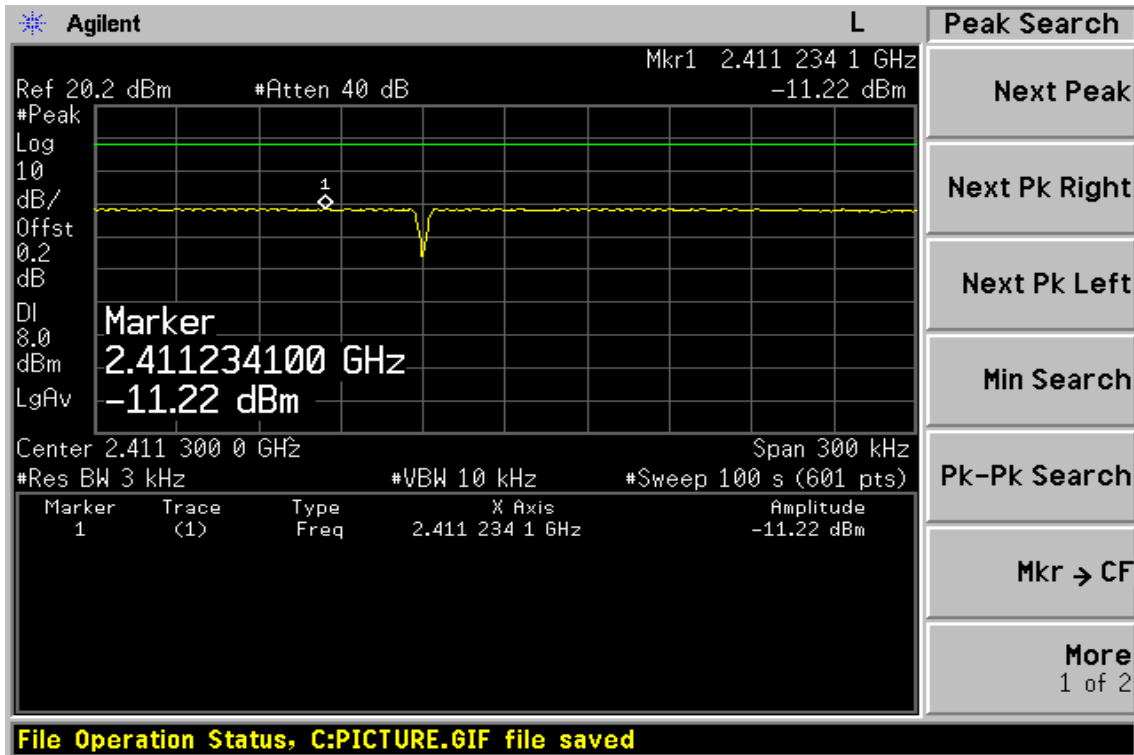 Agilent L Peak Search
Mkr1 2.411 234 1 GHz
Ref 20.2 dBm #Atten 40 dB -11.22 dBm
#Peak
Log
10
dB/
Offst
0.2
dB
DI
8.0
dBm
LgAv
1
Marker
2.411234100 GHz
-11.22 dBm
Center 2.411 300 0 GHz Span 300 kHz
#Res BW 3 kHz #VBW 10 kHz #Sweep 100 s (601 pts)
Marker Trace Type X Axis Amplitude
1 (1) Freq 2.411 234 1 GHz -11.22 dBm
Next Peak
Next Pk Right
Next Pk Left
Min Search
Pk-Pk Search
Mkr → CF
More
1 of 2
File Operation Status, C:PICTURE.GIF file saved